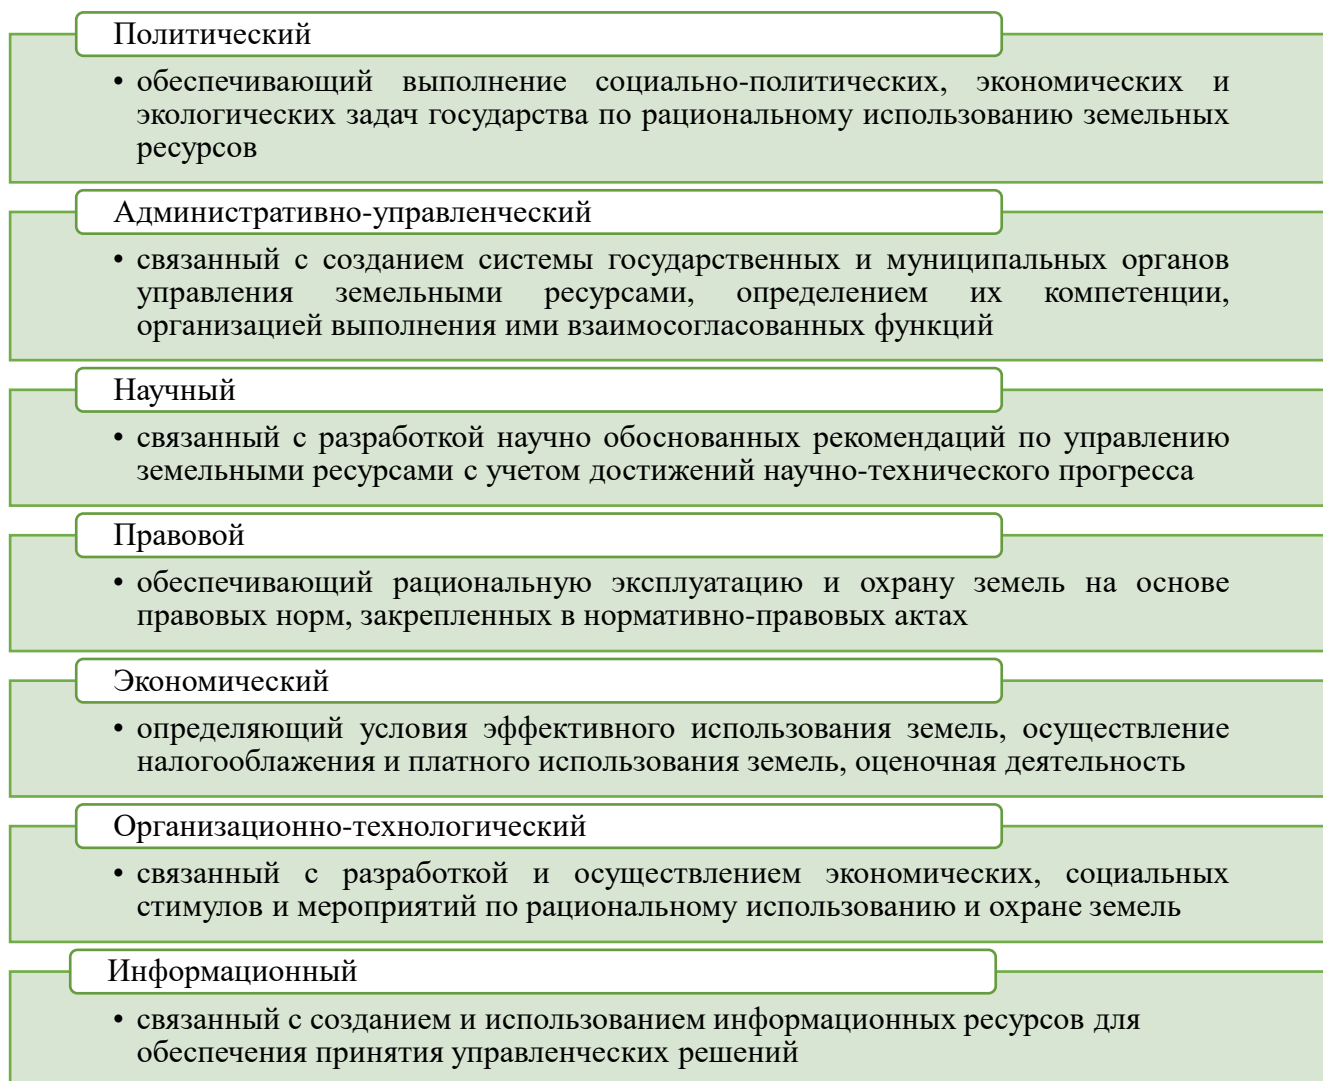 Политический
• обеспечивающий выполнение социально-политических, экономических и
экологических задач государства по рациональному использованию земельных
ресурсов
Административно-управленческий
• связанный с созданием системы государственных и муниципальных органов
управления земельными ресурсами, определением их компетенции,
организацией выполнения ими взаимосогласованных функций
Научный
• связанный с разработкой научно обоснованных рекомендаций по управлению
земельными ресурсами с учетом достижений научно-технического прогресса
Правовой
• обеспечивающий рациональную эксплуатацию и охрану земель на основе
правовых норм, закрепленных в нормативно-правовых актах
Экономический
• определяющий условия эффективного использования земель, осуществление
налогооблажения и платного использования земель, оценочная деятельность
Организационно-технологический
• связанный с разработкой и осуществлением экономических, социальных
стимулов и мероприятий по рациональному использованию и охране земель
Информационный
• связанный с созданием и использованием информационных ресурсов для
обеспечения принятия управленческих решений